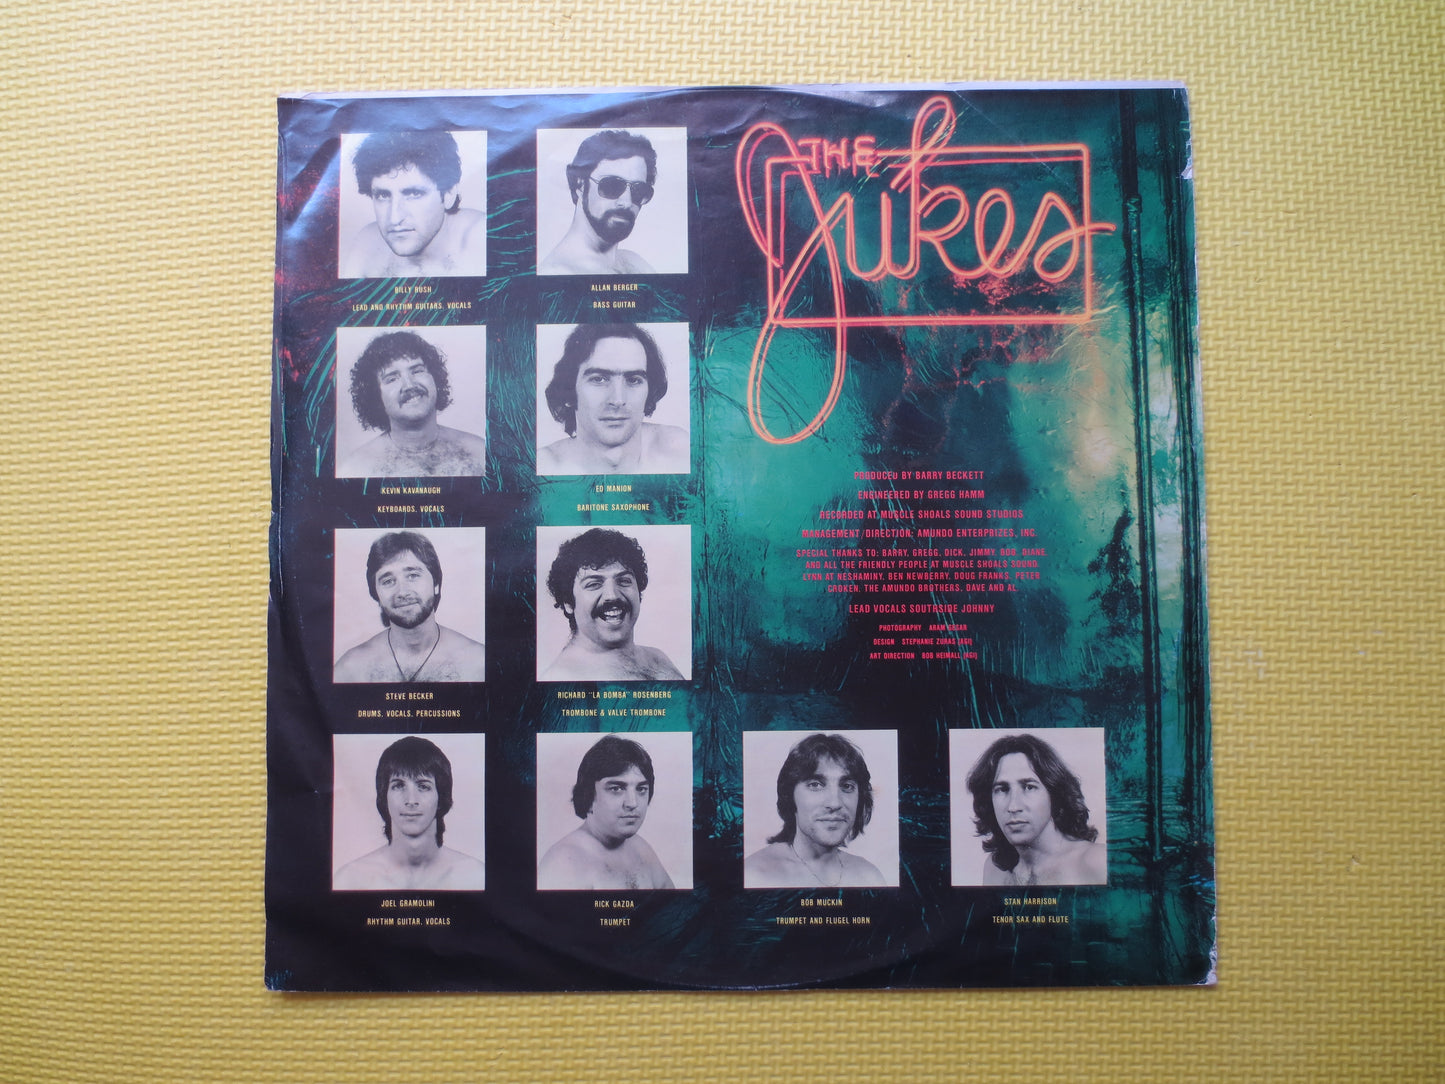 THE
Jukes
BILLY RUSH
LEAD AND RHYTHM GUITARS, VOCALS
ALLAN BERGER
BASS GUITAR
KEVIN KAVANAUGH
KEYBOARDS, VOCALS
ED MANION
BARITONE SAXOPHONE
STEVE BECKER
DRUMS, VOCALS, PERCUSSIONS
RICHARD "LA BOMBA" ROSENBERG
TROMBONE & VALVE TROMBONE
JOEL GRAMOLINI
RHYTHM GUITAR, VOCALS
RICK GAZDA
TRUMPET
BOB MUCKIN
TRUMPET AND FLUGEL HORN
STAN HARRISON
TENOR SAX AND FLUTE
PRODUCED BY BARRY BECKETT
ENGINEERED BY GREGG HAMM
RECORDED AT MUSCLE SHOALS SOUND STUDIOS
MANAGEMENT/DIRECTION: AMUNDO ENTERPRIZES, INC.
SPECIAL THANKS TO: BARRY, GREGG, DICK, JIMMY, BOB, DIANE,
AND ALL THE FRIENDLY PEOPLE AT MUSCLE SHOALS SOUND.
LYNN AT NESHAMINY, BEN NEWBERRY, DOUG FRANKS, PETER
CROKEN, THE AMUNDO BROTHERS, DAVE AND AL.
LEAD VOCALS SOUTHSIDE JOHNNY
PHOTOGRAPHY ARAM GESAR
DESIGN STEPHANIE ZURAS (AGI)
ART DIRECTION BOB HEIMALL (AGI)